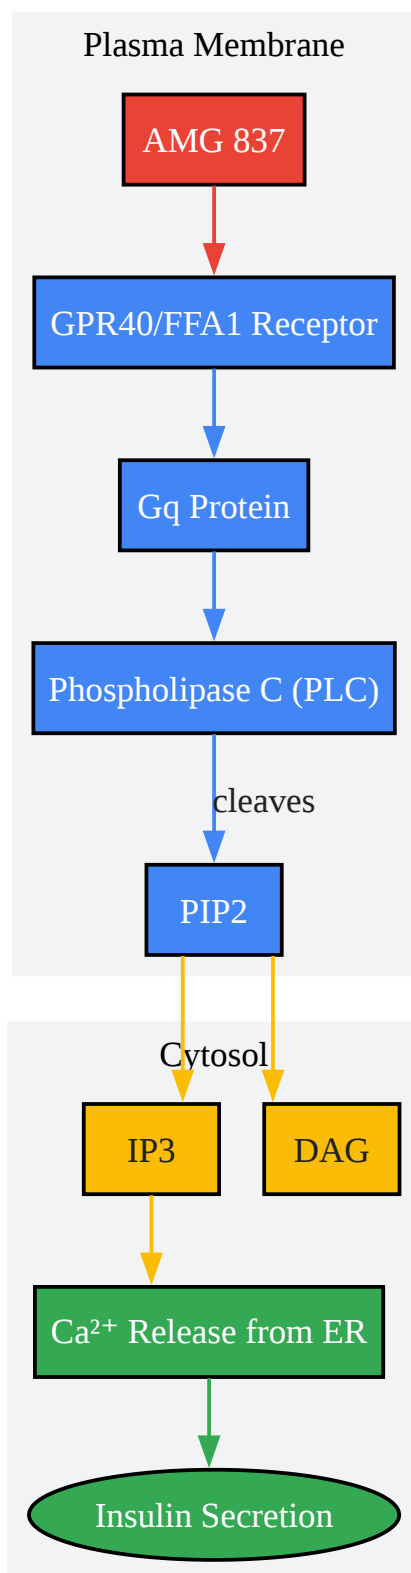 Plasma Membrane
AMG 837
GPR40/FFA1 Receptor
Gq Protein
Phospholipase C (PLC)
cleaves
PIP2
Cytosol
IP3
DAG
Ca²⁺ Release from ER
Insulin Secretion